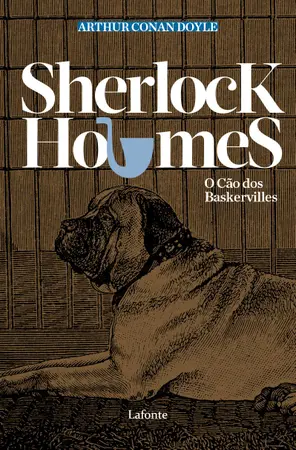 ARTHUR CONAN DOYLE
SherlocK
HolmeS
O Cão dos
Baskervilles
Lafonte